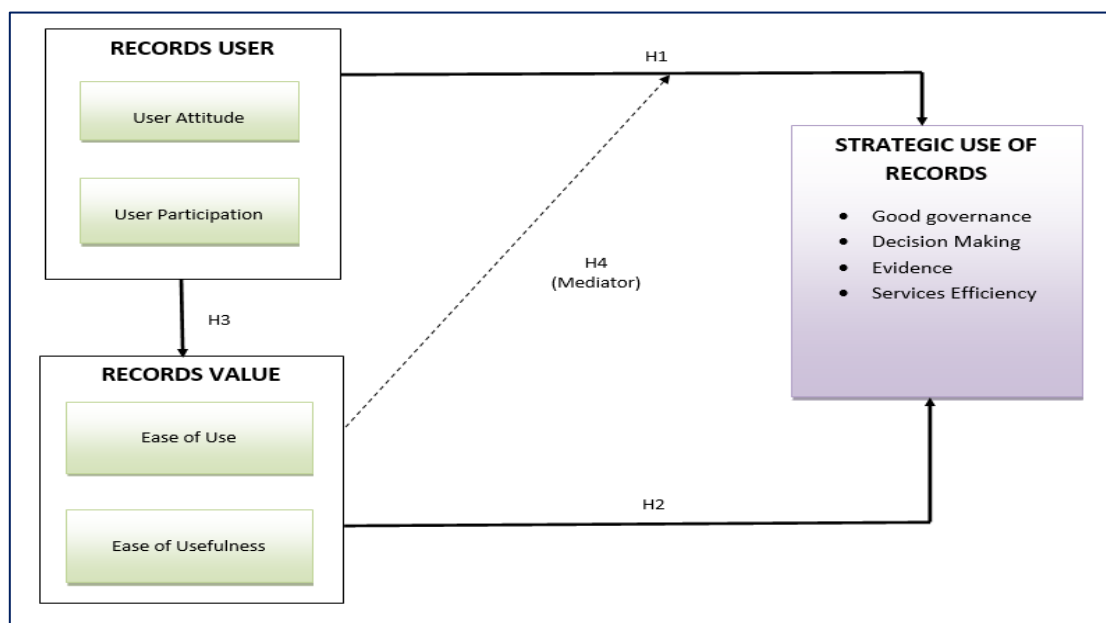 RECORDS USER
User Attitude
User Participation
H1
STRATEGIC USE OF
RECORDS
• Good governance
• Decision Making
• Evidence
• Services Efficiency
H4
(Mediator)
H3
RECORDS VALUE
Ease of Use
Ease of Usefulness
H2